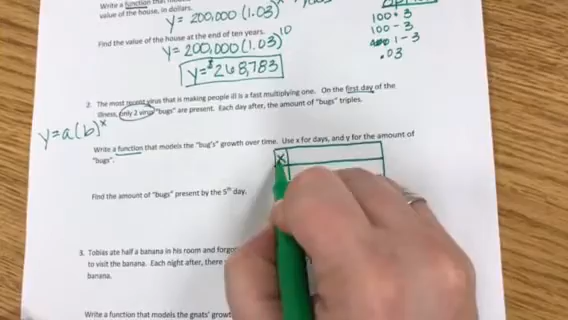 Write a function that
value of the house, in dollars.
y = 200,000 (1.03)
100 + 3
100 - 3
1 - 3
.03
Find the value of the house at the end of ten years.
y = 200,000 (1.03)^10
y = $268,783
2. The most recent virus that is making people ill is a fast multiplying one. On the first day of the
illness, only 2 virus "bugs" are present. Each day after, the amount of "bugs" triples.
y = a(b)^x
Write a function that models the "bug's" growth over time. Use x for days, and y for the amount of
"bugs".
x
Find the amount of "bugs" present by the 5th day.
3. Tobias ate half a banana in his room and forgot
to visit the banana. Each night after, there
banana.
Write a function that models the gnats' growt